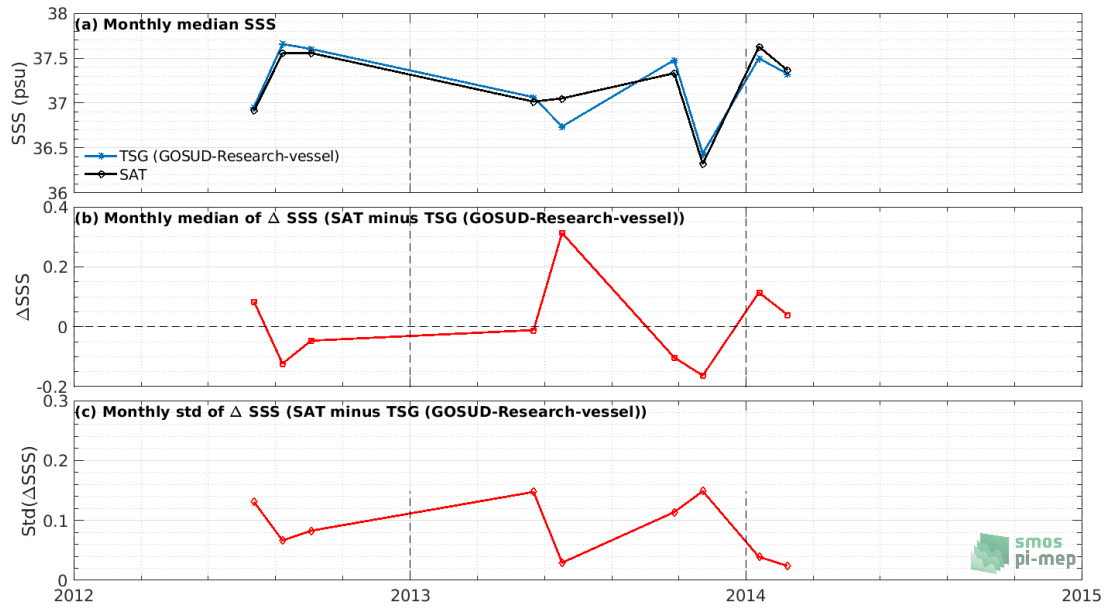 (a) Monthly median SSS
38
37.5
37
36.5
36
SSS (psu)
TSG (GOSUD-Research-vessel)
SAT
(b) Monthly median of Δ SSS (SAT minus TSG (GOSUD-Research-vessel))
0.4
0.2
0
-0.2
ΔSSS
(c) Monthly std of Δ SSS (SAT minus TSG (GOSUD-Research-vessel))
0.3
0.2
0.1
0
Std(ΔSSS)
smos
pi-mep
2012 2013 2014 2015